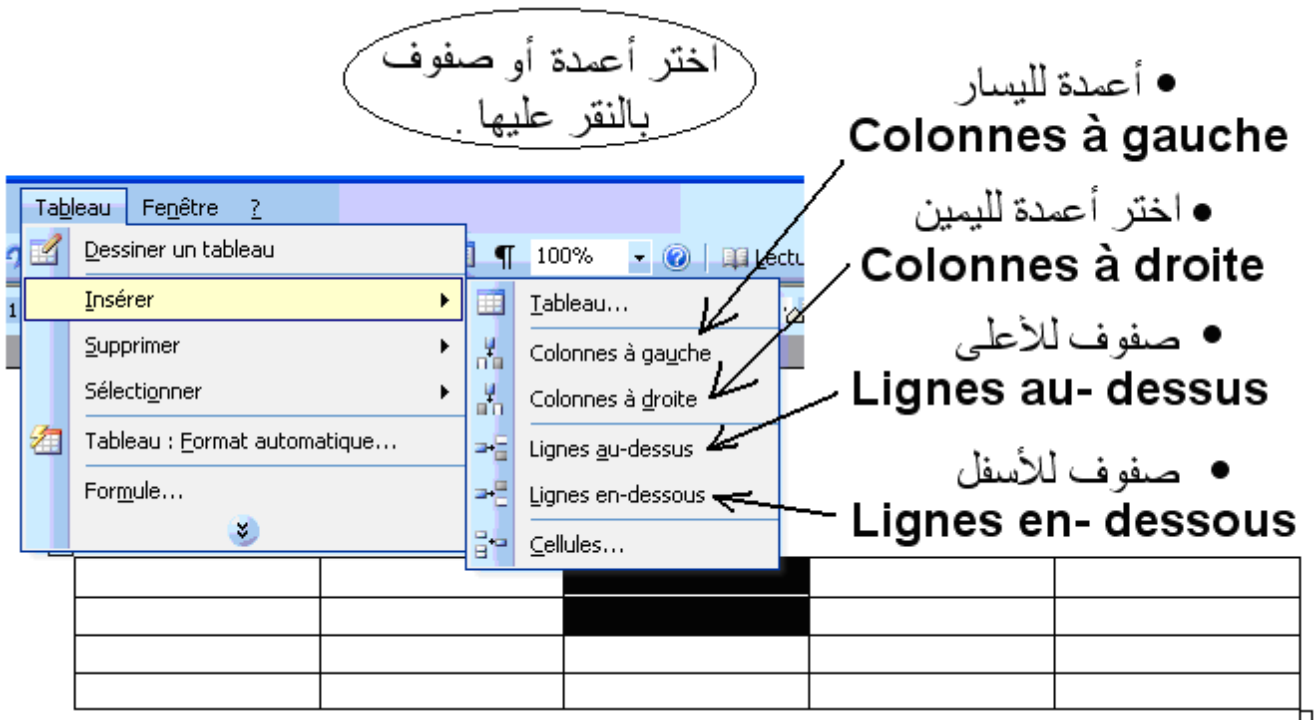 اختر أعمدة أو صفوف
بالنقر عليها .
• أعمدة لليسار
Colonnes à gauche
• اختر أعمدة لليمين
Colonnes à droite
• صفوف للأعلى
Lignes au- dessus
• صفوف للأسفل
Lignes en- dessous
Tableau Fenêtre ?
Dessiner un tableau
100%
Insérer
Supprimer
Sélectionner
Tableau : Format automatique...
Formule...
Tableau...
Colonnes à gauche
Colonnes à droite
Lignes au-dessus
Lignes en-dessous
Cellules...